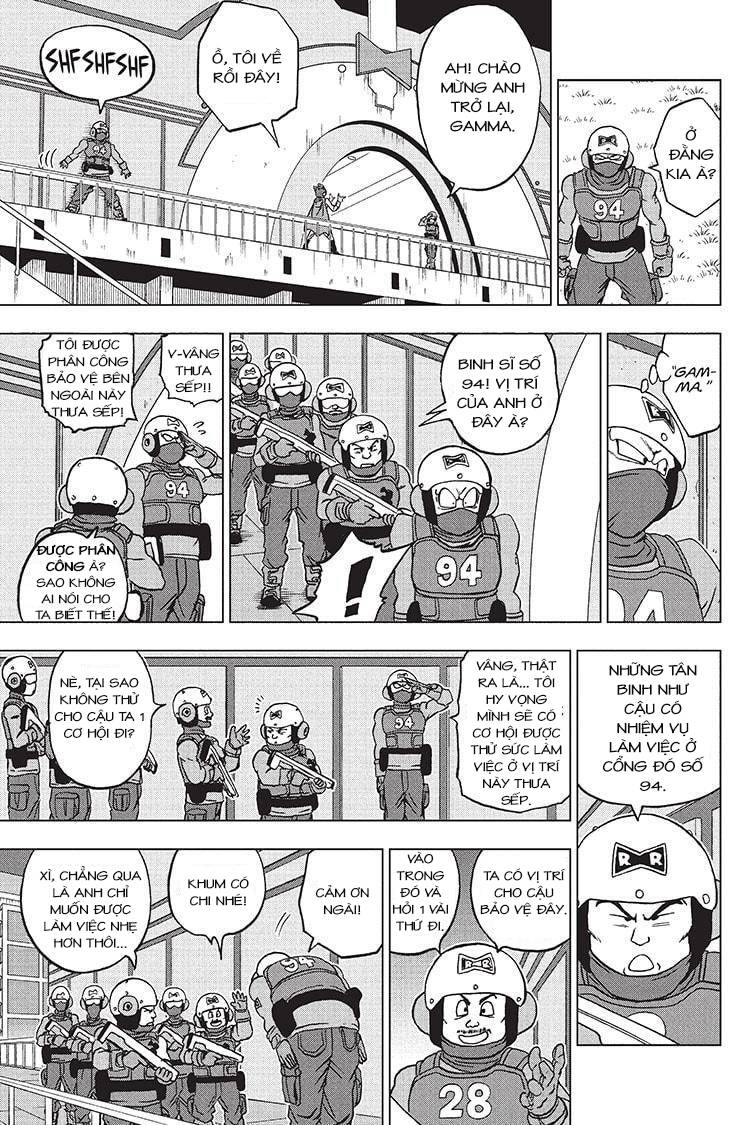 Ở
ĐẰNG
KIA À?
94
AH! CHÀO
MỪNG ANH
TRỞ LẠI,
GAMMA.
Ồ, TÔI VỀ
RỒI ĐÂY!
SHFSHFSHF
94
"GAM-
MA."
94
BINH SĨ SỐ
94! VỊ TRÍ
CỦA ANH Ở
ĐÂY À?
!
94
V-VÂNG
THƯA
SẾP!!
TÔI ĐƯỢC
PHÂN CÔNG
BẢO VỆ BÊN
NGOÀI NÀY
THƯA SẾP!
94
ĐƯỢC PHÂN
CÔNG À?
SAO KHÔNG
AI NÓI CHO
TA BIẾT THẾ!
NHỮNG TÂN
BINH NHƯ
CẬU CÓ
NHIỆM VỤ
LÀM VIỆC Ở
CỔNG ĐÓ SỐ
94.
RR
VÂNG, THẬT
RA LÀ... TÔI
HY VỌNG
MÌNH SẼ CÓ
CƠ HỘI ĐƯỢC
THỬ SỨC LÀM
VIỆC Ở VỊ TRÍ
NÀY THƯA
SẾP.
94
NÈ, TẠI SAO
KHÔNG THỬ
CHO CẬU TA 1
CƠ HỘI ĐI?
TA CÓ VỊ TRÍ
CHO CẬU
BẢO VỆ ĐÂY.
VÀO
TRONG
ĐÓ VÀ
HỎI 1 VÀI
THỨ ĐI.
28
CẢM ƠN
NGÀI!
94
KHUM CÓ
CHI NHÉ!
XÌ, CHẲNG QUA
LÀ ANH CHỈ
MUỐN ĐƯỢC
LÀM VIỆC NHẸ
HƠN THÔI...